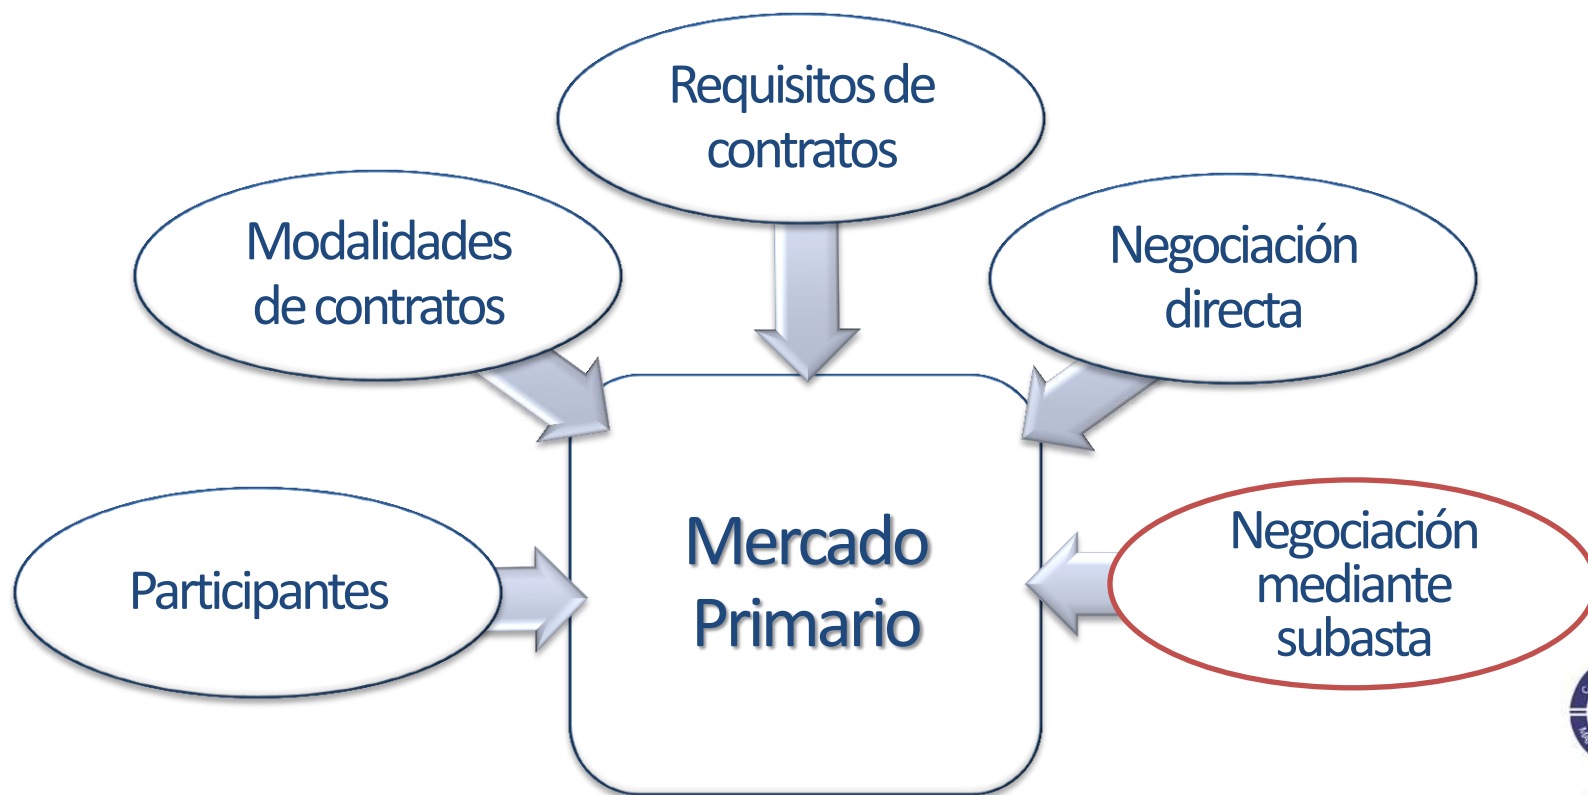 Requisitos de
contratos
Modalidades
de contratos
Negociación
directa
Participantes
Mercado
Primario
Negociación
mediante
subasta